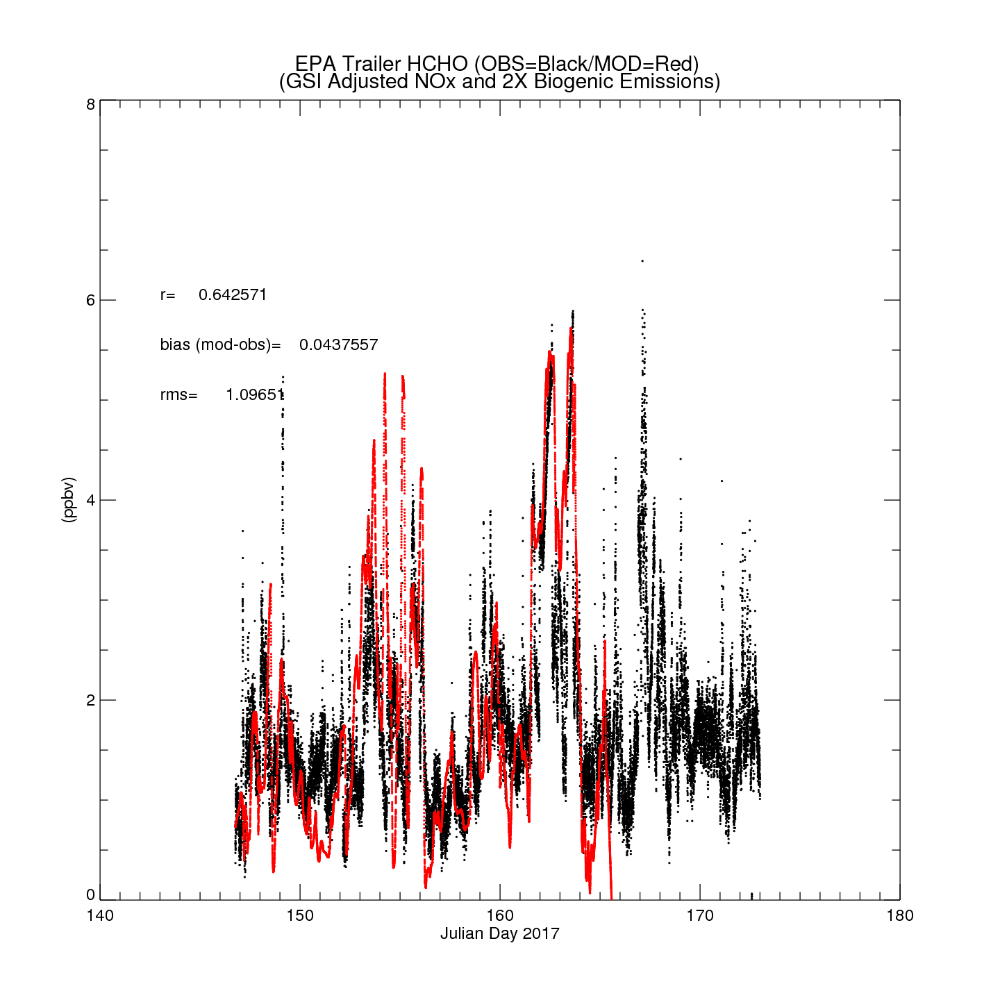 EPA Trailer HCHO (OBS=Black/MOD=Red)
(GSI Adjusted NOx and 2X Biogenic Emissions)
8
6
r= 0.642571
bias (mod-obs)= 0.0437557
rms= 1.09651
(ppbv)
4
2
0
140 150 160 170 180
Julian Day 2017